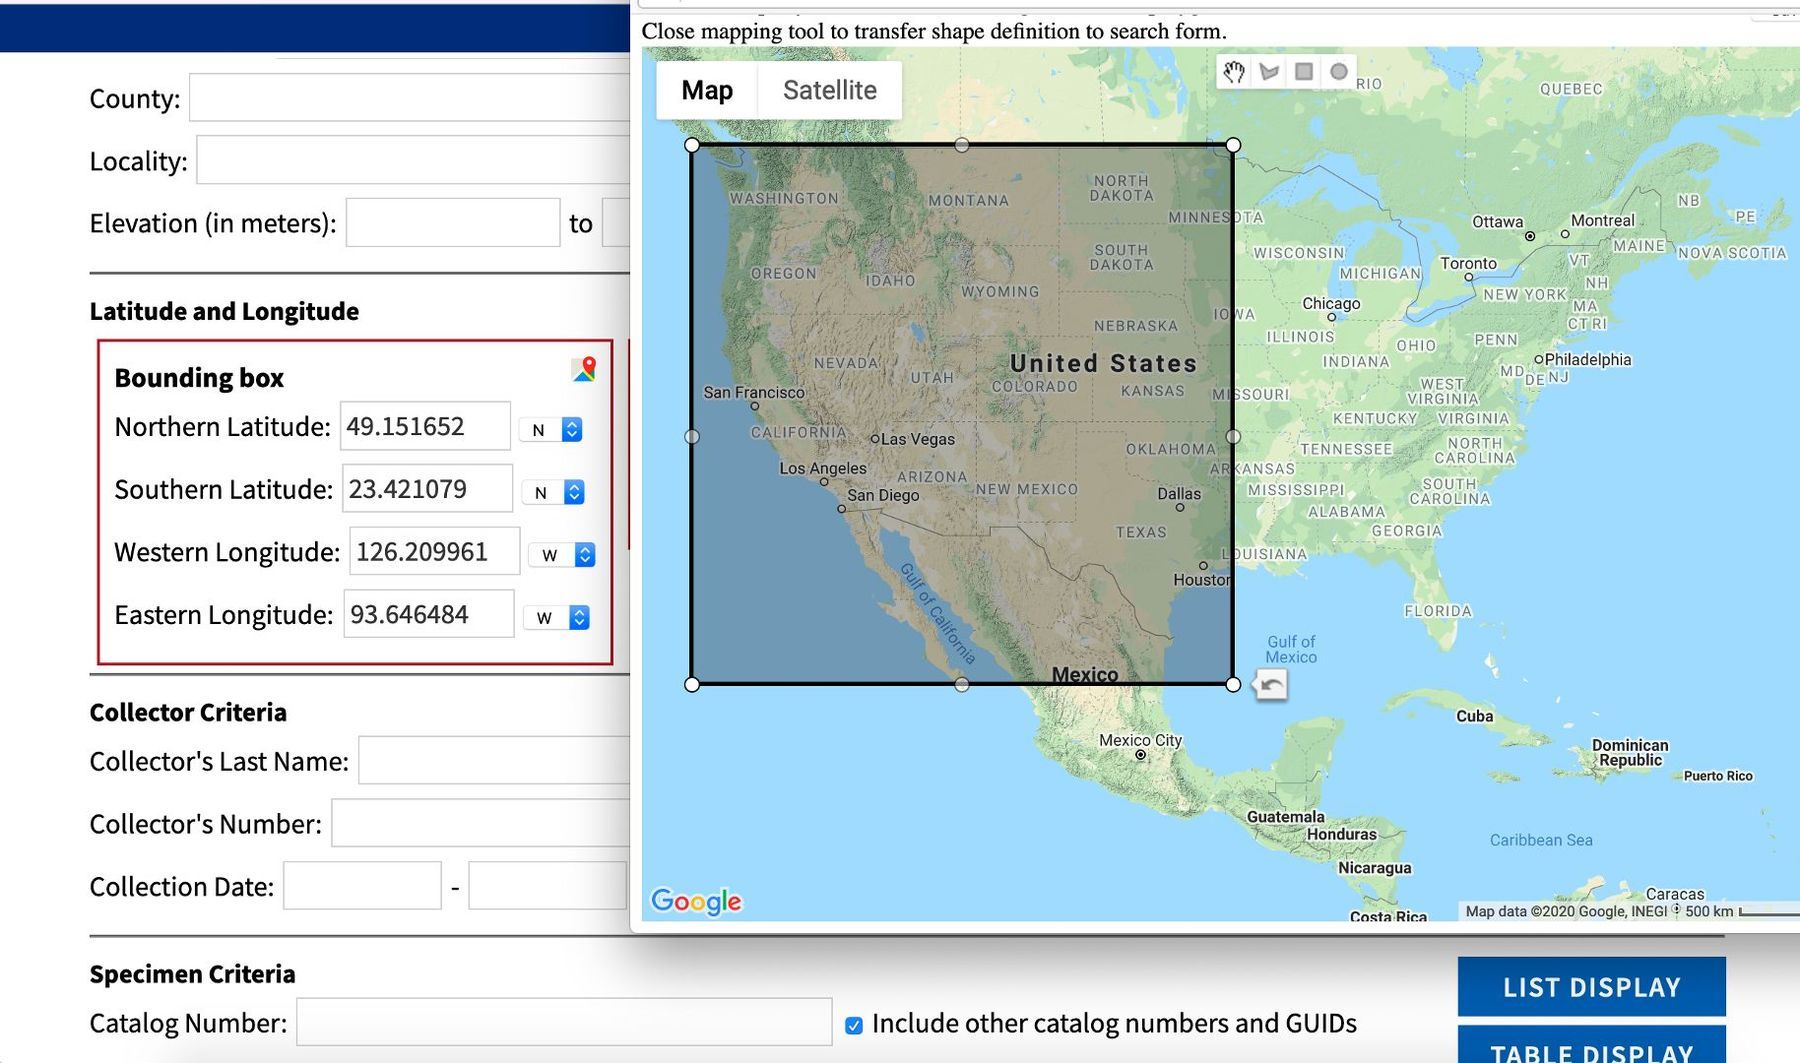 County:
Locality:
Elevation (in meters): to
Latitude and Longitude
Bounding box
Northern Latitude: 49.151652 N
Southern Latitude: 23.421079 N
Western Longitude: 126.209961 W
Eastern Longitude: 93.646484 W
Collector Criteria
Collector's Last Name:
Collector's Number:
Collection Date: -
Specimen Criteria
Catalog Number:
Include other catalog numbers and GUIDs
LIST DISPLAY
TABLE DISPLAY
Close mapping tool to transfer shape definition to search form.
Map Satellite
RIO
QUEBEC
WASHINGTON
MONTANA
NORTH
DAKOTA
MINNESOTA
SOUTH
DAKOTA
OREGON
IDAHO
WYOMING
NEBRASKA
IOWA
WISCONSIN
MICHIGAN
Ottawa
Montreal
Toronto
NB
PE
MAINE
NOVA SCOTIA
VT
NH
NEW YORK
MA
CT RI
Chicago
ILLINOIS
INDIANA
OHIO
PENN
Philadelphia
MD
DE NJ
NEVADA
UTAH
United States
COLORADO
KANSAS
MISSOURI
WEST
VIRGINIA
KENTUCKY
VIRGINIA
San Francisco
CALIFORNIA
Las Vegas
OKLAHOMA
TENNESSEE
NORTH
CAROLINA
Los Angeles
ARIZONA
NEW MEXICO
ARKANSAS
MISSISSIPPI
SOUTH
CAROLINA
San Diego
Dallas
ALABAMA
GEORGIA
TEXAS
LOUISIANA
Houston
FLORIDA
Gulf of California
Gulf of
Mexico
Mexico
Cuba
Mexico City
Dominican
Republic
Puerto Rico
Guatemala
Honduras
Caribbean Sea
Nicaragua
Caracas
Costa Rica
Google
Map data ©2020 Google, INEGI 500 km